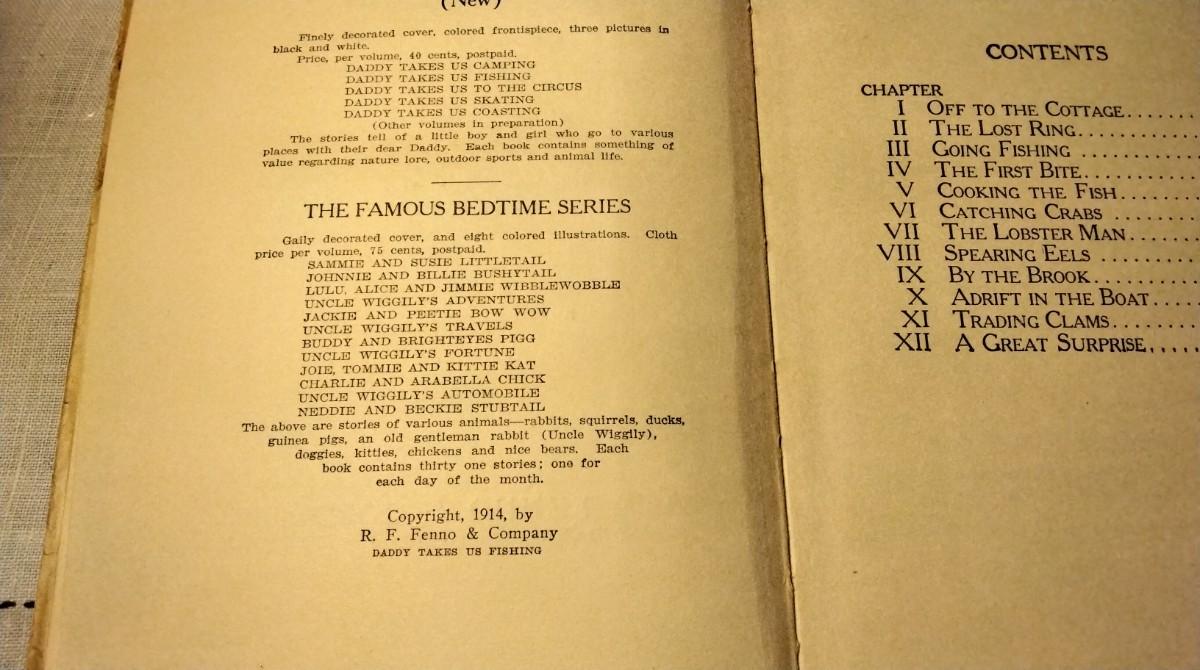 (New)
Finely decorated cover, colored frontispiece, three pictures in
black and white.
Price, per volume, 40 cents, postpaid.
DADDY TAKES US CAMPING
DADDY TAKES US FISHING
DADDY TAKES US TO THE CIRCUS
DADDY TAKES US SKATING
DADDY TAKES US COASTING
(Other volumes in preparation)
The stories tell of a little boy and girl who go to various
places with their dear Daddy. Each book contains something of
value regarding nature lore, outdoor sports and animal life.
THE FAMOUS BEDTIME SERIES
Gaily decorated cover, and eight colored illustrations. Cloth
price per volume, 75 cents, postpaid.
SAMMIE AND SUSIE LITTLETAIL
JOHNNIE AND BILLIE BUSHYTAIL
LULU, ALICE AND JIMMIE WIBBLEWOBBLE
UNCLE WIGGILY'S ADVENTURES
JACKIE AND PEETIE BOW WOW
UNCLE WIGGILY'S TRAVELS
BUDDY AND BRIGHTEYES PIGG
UNCLE WIGGILY'S FORTUNE
JOIE, TOMMIE AND KITTIE KAT
CHARLIE AND ARABELLA CHICK
UNCLE WIGGILY'S AUTOMOBILE
NEDDIE AND BECKIE STUBTAIL
The above are stories of various animals—rabbits, squirrels, ducks,
guinea pigs, an old gentleman rabbit (Uncle Wiggily),
doggies, kitties, chickens and nice bears. Each
book contains thirty one stories; one for
each day of the month.
Copyright, 1914, by
R. F. Fenno & Company
DADDY TAKES US FISHING
CONTENTS
CHAPTER
I OFF TO THE COTTAGE.......
II THE LOST RING...........
III GOING FISHING ...........
IV THE FIRST BITE...........
V COOKING THE FISH........
VI CATCHING CRABS ........
VII THE LOBSTER MAN.......
VIII SPEARING EELS ..........
IX BY THE BROOK..........
X ADRIFT IN THE BOAT.....
XI TRADING CLAMS........
XII A GREAT SURPRISE,....